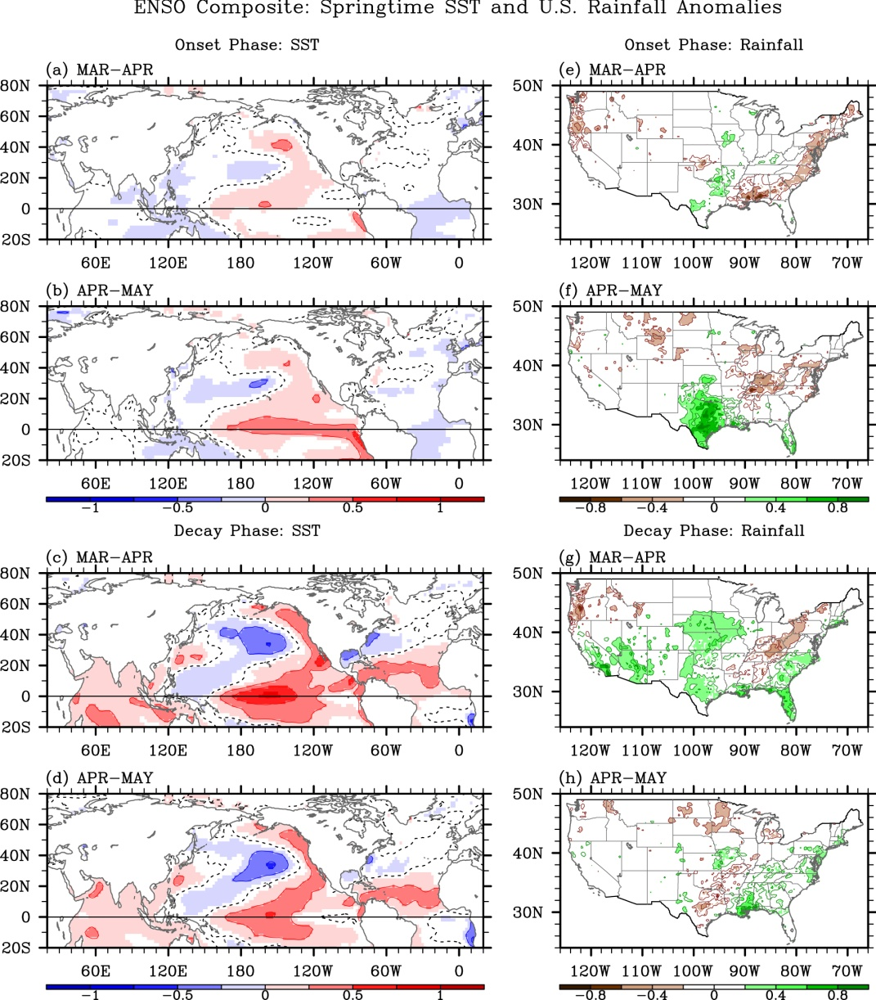 ENSO Composite: Springtime SST and U.S. Rainfall Anomalies
Onset Phase: SST
Onset Phase: Rainfall
(a) MAR-APR
(e) MAR-APR
80N
60N
40N
20N
0
20S
60E 120E 180 120W 60W 0
50N
40N
30N
120W 110W 100W 90W 80W 70W
(b) APR-MAY
(f) APR-MAY
80N
60N
40N
20N
0
20S
60E 120E 180 120W 60W 0
50N
40N
30N
120W 110W 100W 90W 80W 70W
−1 −0.5 0 0.5 1
−0.8 −0.4 0 0.4 0.8
Decay Phase: SST
Decay Phase: Rainfall
(c) MAR-APR
(g) MAR-APR
80N
60N
40N
20N
0
20S
60E 120E 180 120W 60W 0
50N
40N
30N
120W 110W 100W 90W 80W 70W
(d) APR-MAY
(h) APR-MAY
80N
60N
40N
20N
0
20S
60E 120E 180 120W 60W 0
50N
40N
30N
120W 110W 100W 90W 80W 70W
−1 −0.5 0 0.5 1
−0.8 −0.4 0 0.4 0.8